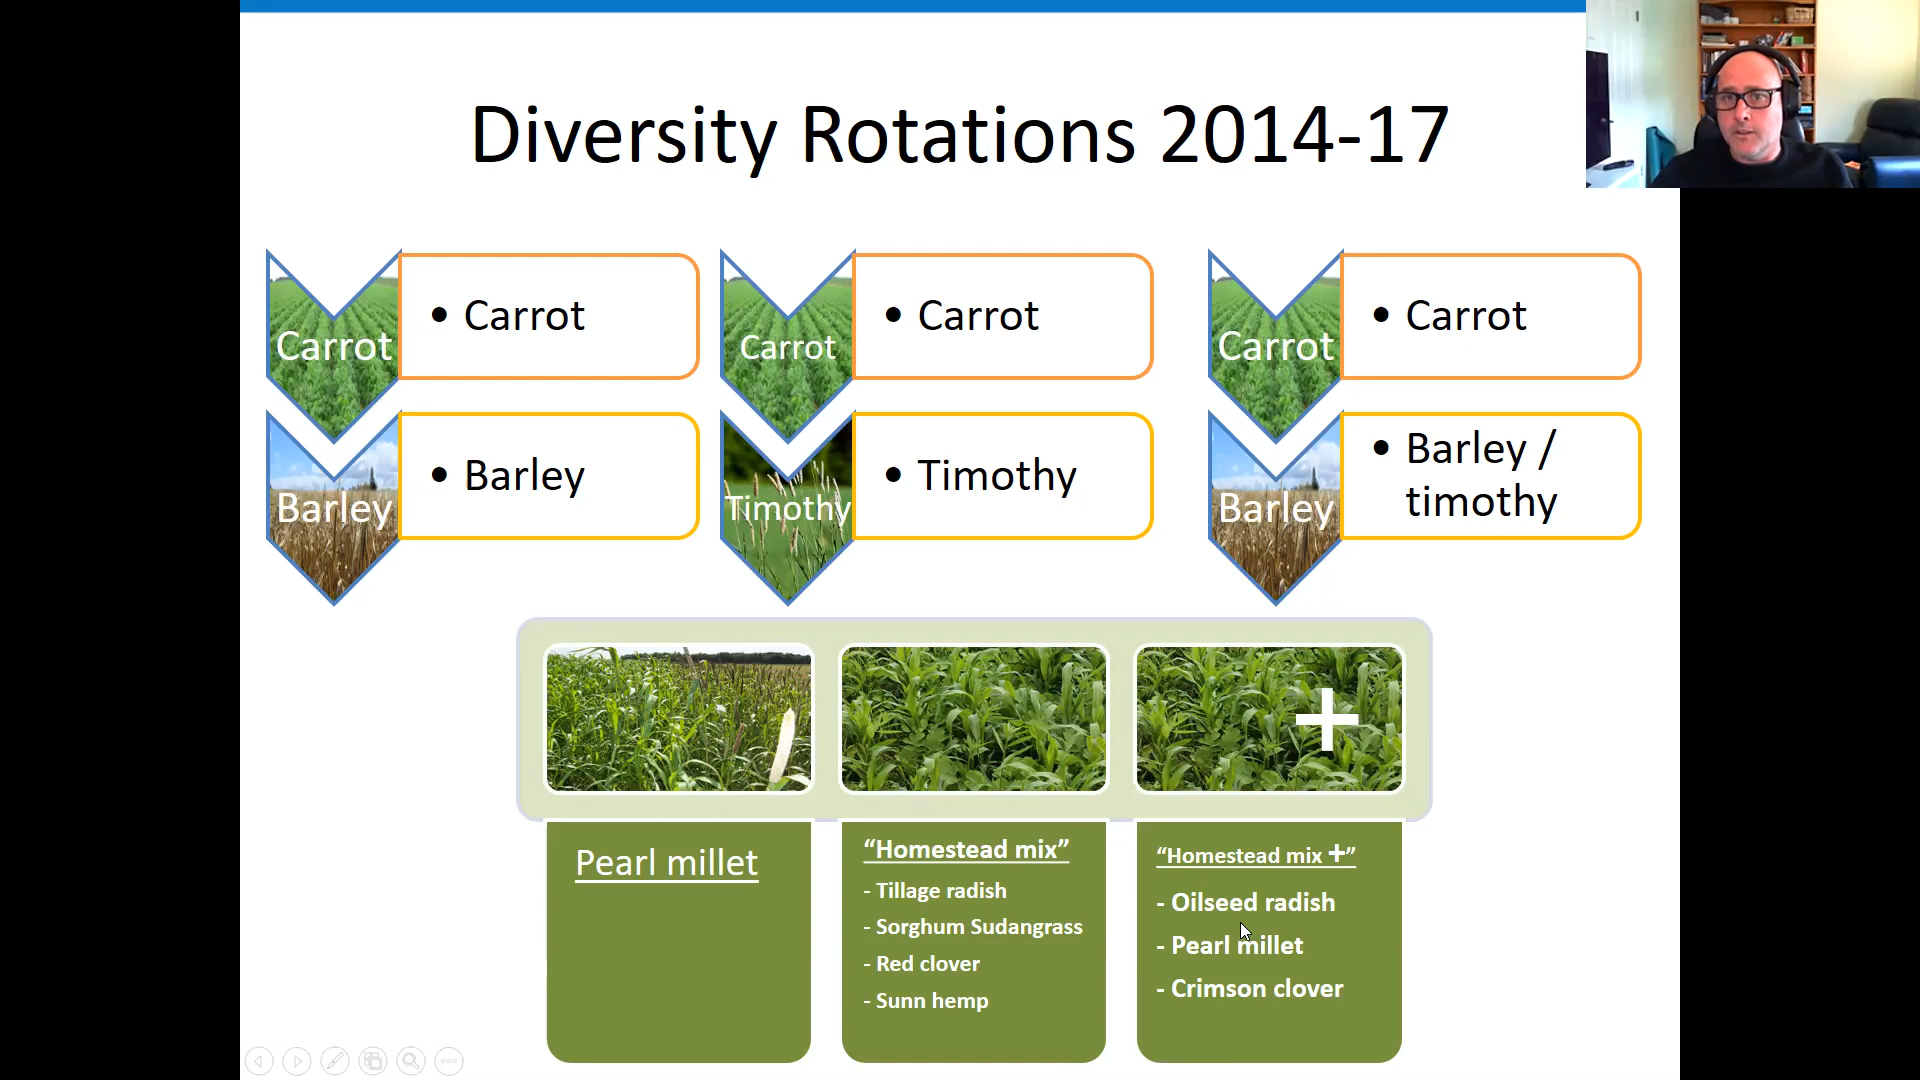 Diversity Rotations 2014-17
Carrot
• Carrot
Carrot
• Carrot
Carrot
• Carrot
Barley
• Barley
Timothy
• Timothy
Barley
• Barley /
timothy
Pearl millet
“Homestead mix”
- Tillage radish
- Sorghum Sudangrass
- Red clover
- Sunn hemp
“Homestead mix +”
- Oilseed radish
- Pearl millet
- Crimson clover